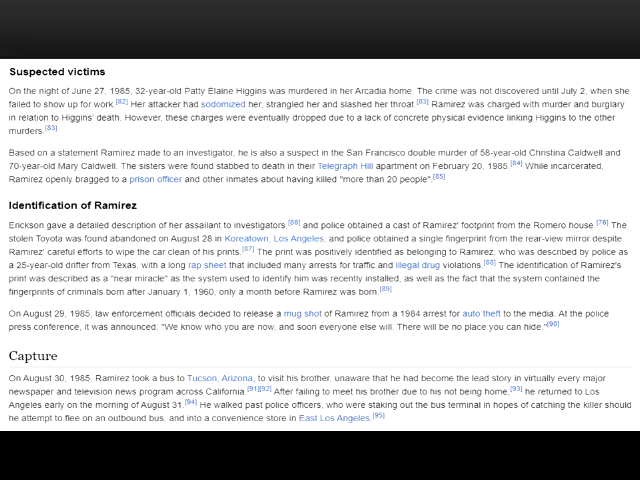 Suspected victims
On the night of June 27, 1985, 32-year-old Patty Elaine Higgins was murdered in her Arcadia home. The crime was not discovered until July 2, when she
failed to show up for work.[82] Her attacker had sodomized her, strangled her and slashed her throat.[83] Ramirez was charged with murder and burglary
in relation to Higgins' death. However, these charges were eventually dropped due to a lack of concrete physical evidence linking Higgins to the other
murders.[83]
Based on a statement Ramirez made to an investigator, he is also a suspect in the San Francisco double murder of 58-year-old Christina Caldwell and
70-year-old Mary Caldwell. The sisters were found stabbed to death in their Telegraph Hill apartment on February 20, 1985.[84] While incarcerated,
Ramirez openly bragged to a prison officer and other inmates about having killed "more than 20 people".[85]
Identification of Ramirez
Erickson gave a detailed description of her assailant to investigators,[86] and police obtained a cast of Ramirez' footprint from the Romero house.[76] The
stolen Toyota was found abandoned on August 28 in Koreatown, Los Angeles, and police obtained a single fingerprint from the rear-view mirror despite
Ramirez' careful efforts to wipe the car clean of his prints.[87] The print was positively identified as belonging to Ramirez, who was described by police as
a 25-year-old drifter from Texas, with a long rap sheet that included many arrests for traffic and illegal drug violations.[88] The identification of Ramirez's
print was described as a "near miracle" as the system used to identify him was recently installed, as well as the fact that the system contained the
fingerprints of criminals born after January 1, 1960, only a month before Ramirez was born.[89]
On August 29, 1985, law enforcement officials decided to release a mug shot of Ramirez from a 1984 arrest for auto theft to the media. At the police
press conference, it was announced: "We know who you are now, and soon everyone else will. There will be no place you can hide."[90]
Capture
On August 30, 1985, Ramirez took a bus to Tucson, Arizona, to visit his brother, unaware that he had become the lead story in virtually every major
newspaper and television news program across California.[91][92] After failing to meet his brother due to his not being home,[93] he returned to Los
Angeles early on the morning of August 31.[94] He walked past police officers, who were staking out the bus terminal in hopes of catching the killer should
he attempt to flee on an outbound bus, and into a convenience store in East Los Angeles.[95]